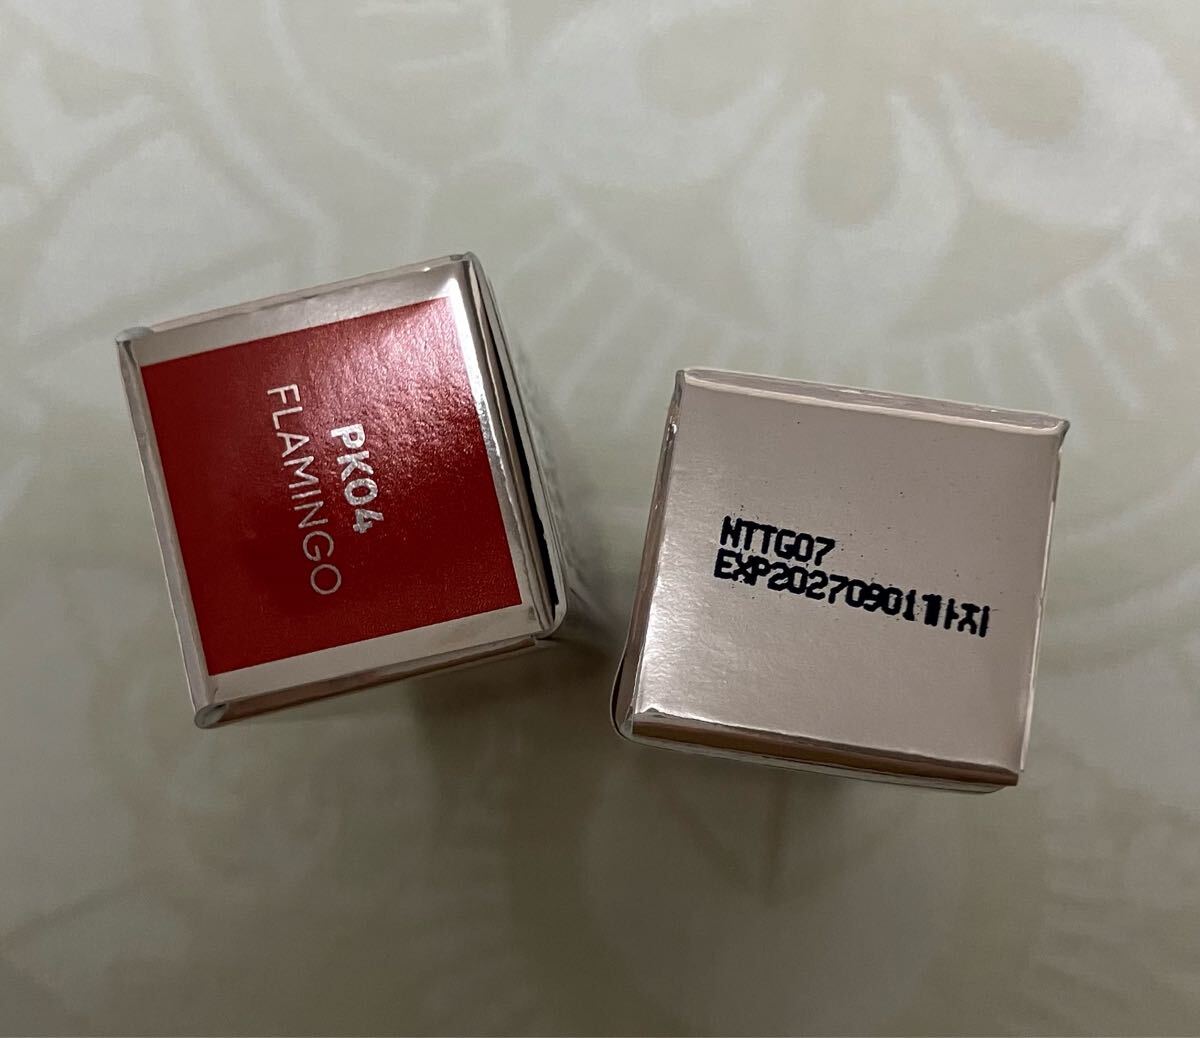 PK04
FLAMINGO
NTTG07
EXP20270901까지